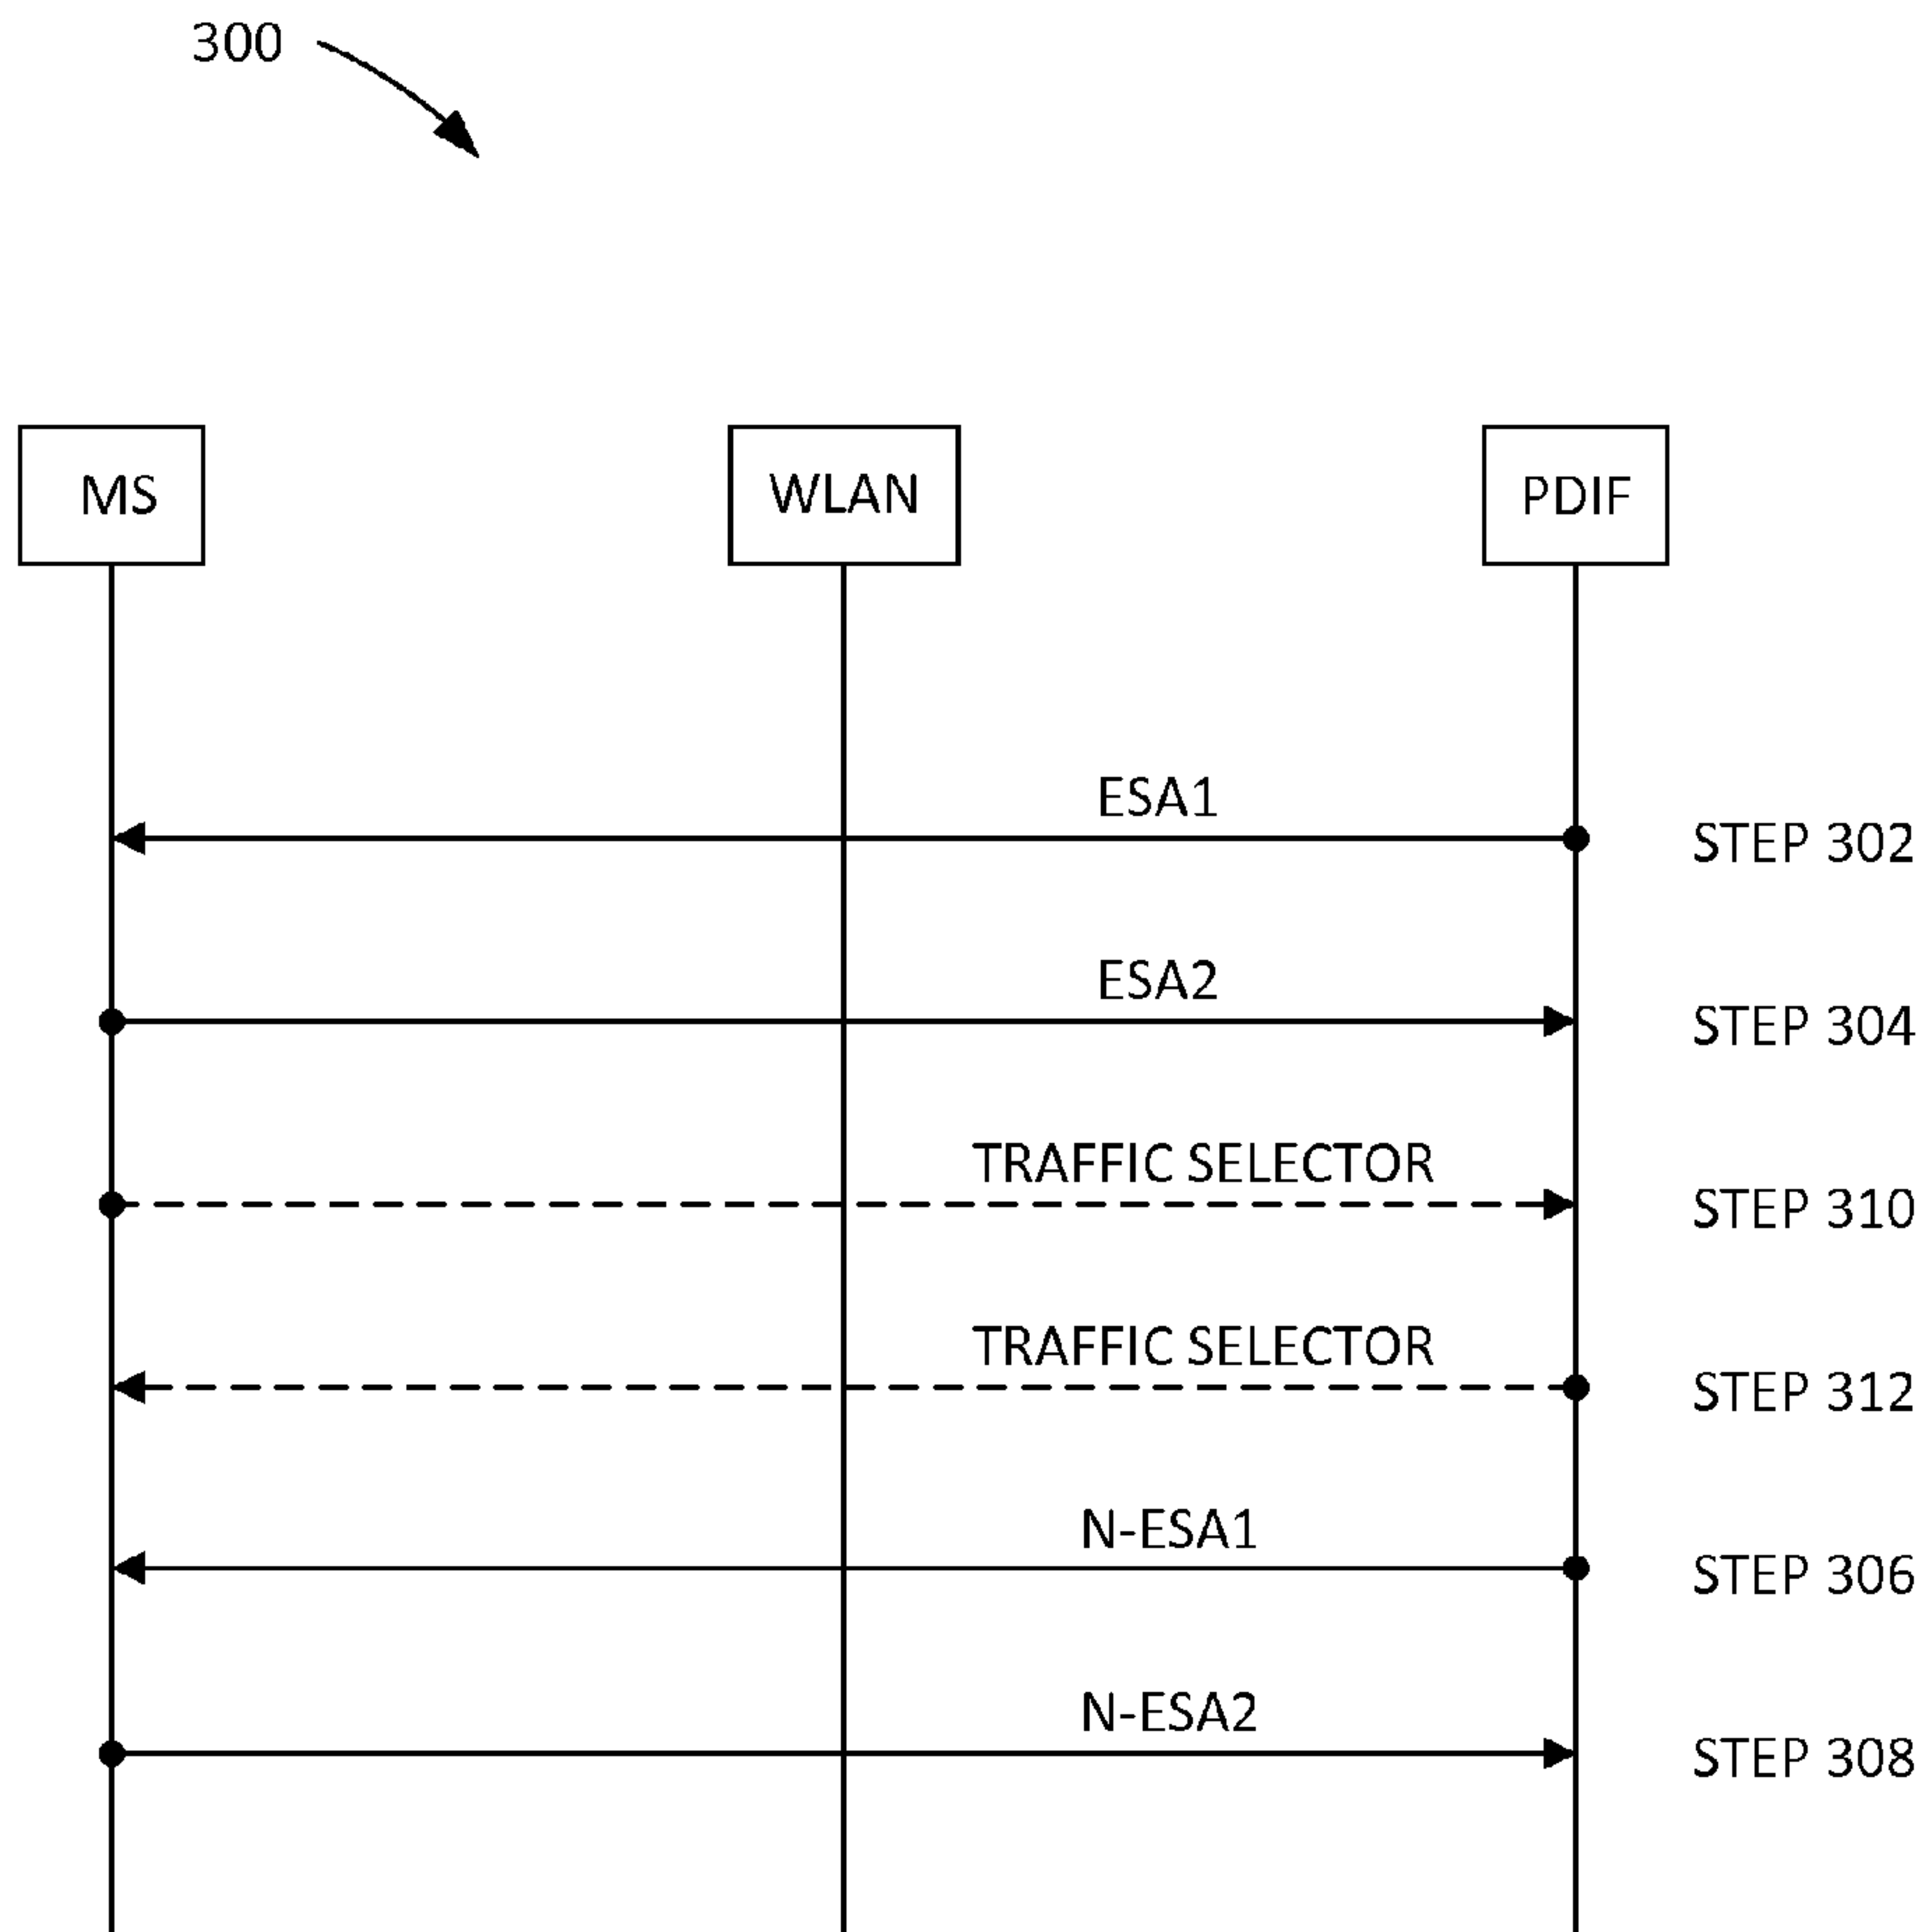 300
MS
WLAN
PDIF
ESA1
STEP 302
ESA2
STEP 304
TRAFFIC SELECTOR
STEP 310
TRAFFIC SELECTOR
STEP 312
N-ESA1
STEP 306
N-ESA2
STEP 308